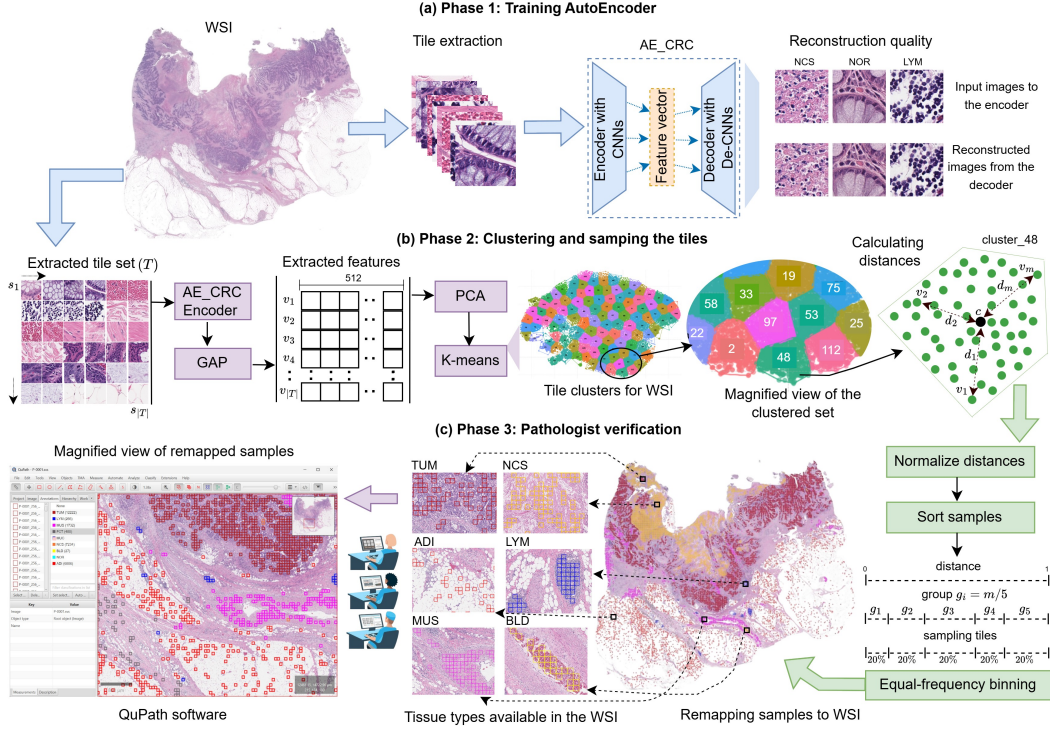 (a) Phase 1: Training AutoEncoder
WSI
Tile extraction
AE_CRC
Encoder with
CNNs
Feature vector
Decoder with
De-CNNs
Reconstruction quality
NCS
NOR
LYM
Input images to
the encoder
Reconstructed
images from the
decoder
(b) Phase 2: Clustering and samping the tiles
Extracted tile set (T)
s1
s|T|
AE_CRC
Encoder
GAP
Extracted features
512
v1
v2
v3
v4
v|T|
PCA
K-means
Tile clusters for WSI
19
75
33
58
53
97
25
22
2
48
112
Magnified view of the
clustered set
Calculating
distances
cluster_48
vm
dm
v2
c
d2
d1
v1
Normalize distances
Sort samples
distance
0
1
group gi = m/5
g1
g2
g3
g4
g5
sampling tiles
20%
20%
20%
20%
20%
Equal-frequency binning
(c) Phase 3: Pathologist verification
Magnified view of remapped samples
QuPath software
TUM
NCS
ADI
LYM
MUS
BLD
Tissue types available in the WSI
Remapping samples to WSI